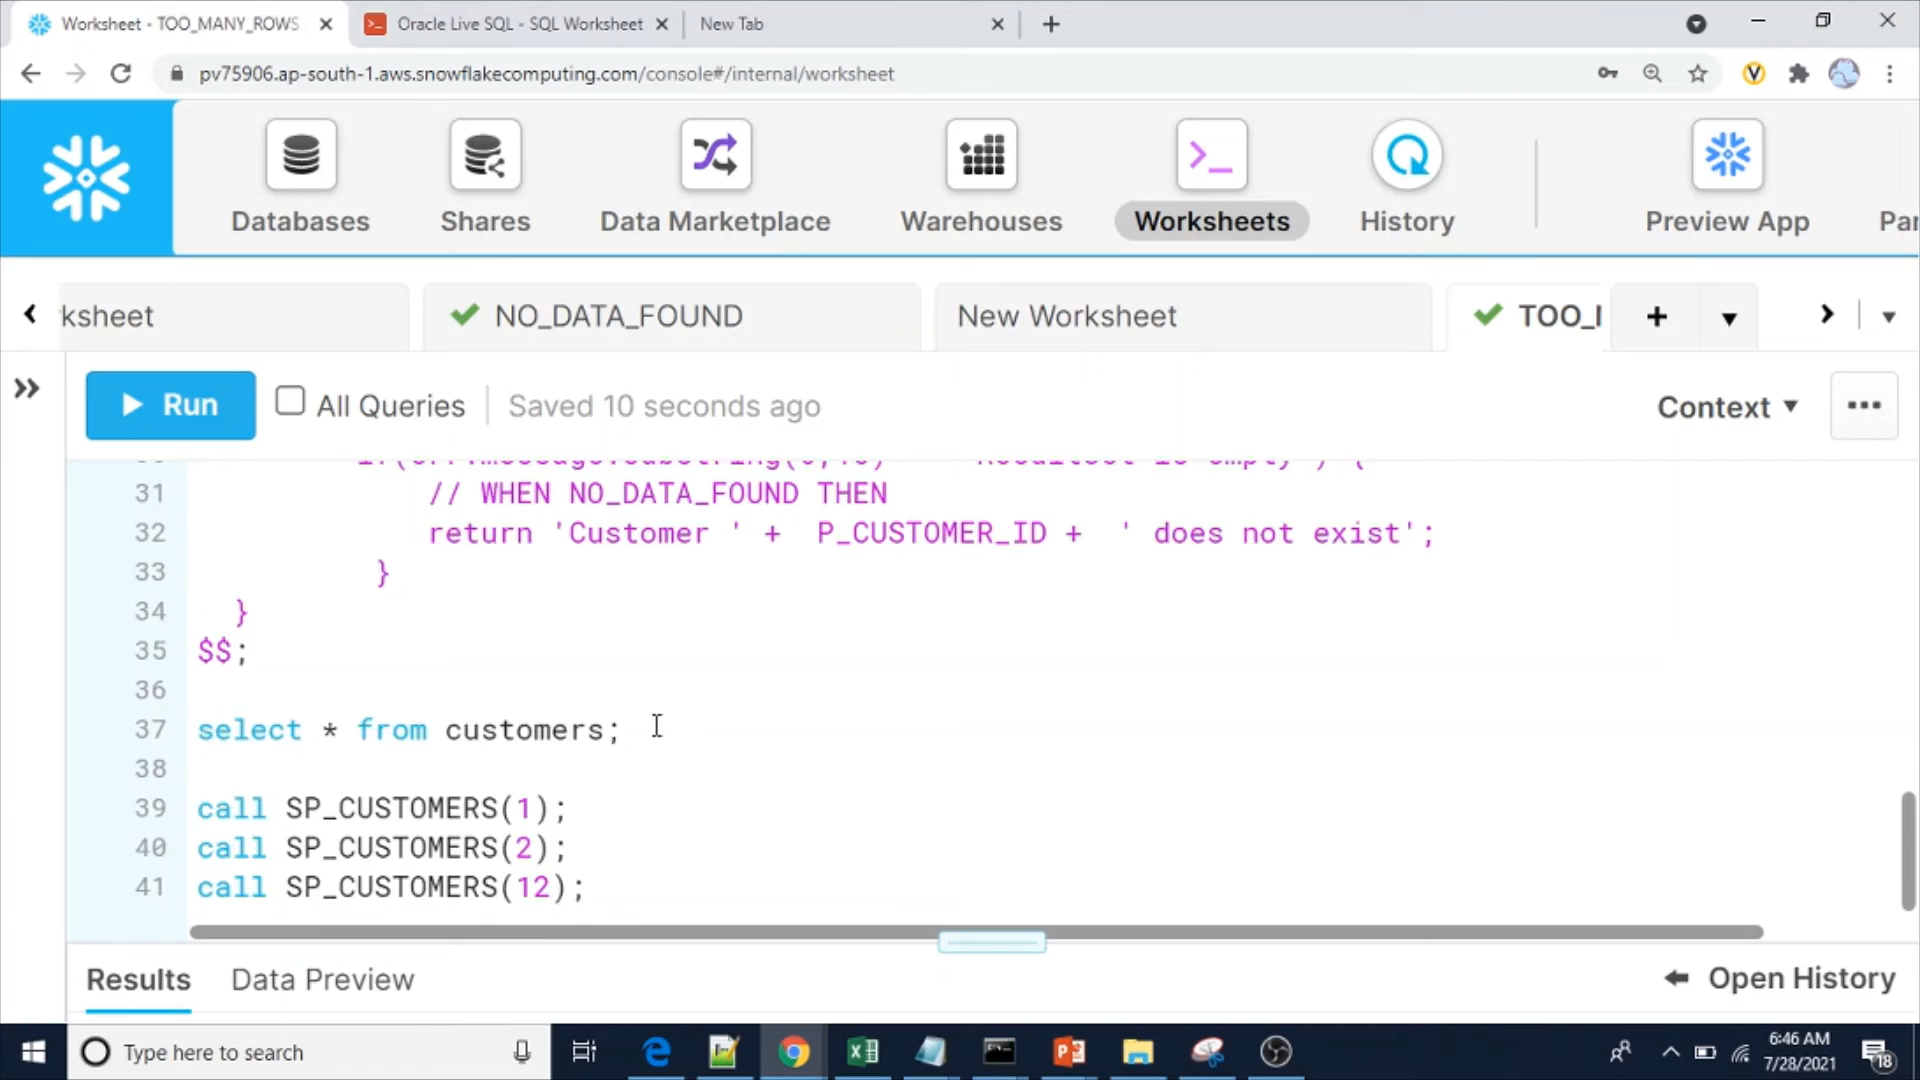 Worksheet - TOO_MANY_ROWS
Oracle Live SQL - SQL Worksheet
New Tab
pv75906.ap-south-1.aws.snowflakecomputing.com/console#/internal/worksheet
Databases
Shares
Data Marketplace
Warehouses
Worksheets
History
Preview App
Par
ksheet
NO_DATA_FOUND
New Worksheet
TOO_
Run
All Queries
Saved 10 seconds ago
Context
31 // WHEN NO_DATA_FOUND THEN
32 return 'Customer ' + P_CUSTOMER_ID + ' does not exist';
33 }
34 }
35 $$;
36
37 select * from customers;
38
39 call SP_CUSTOMERS(1);
40 call SP_CUSTOMERS(2);
41 call SP_CUSTOMERS(12);
Results
Data Preview
Open History
Type here to search
6:46 AM
7/28/2021
18